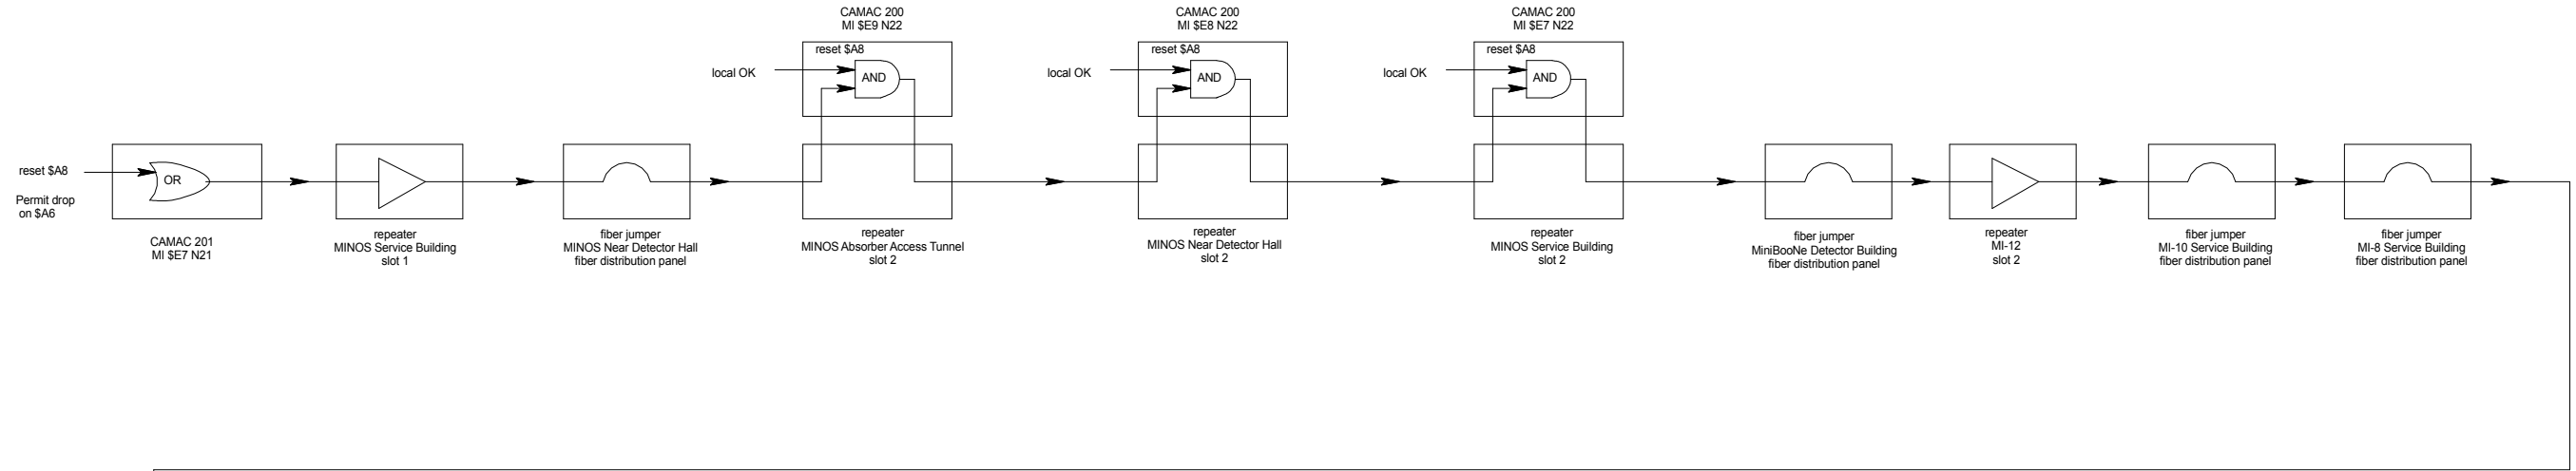 CAMAC 200
MI $E9 N22
reset $A8
local OK
AND
CAMAC 200
MI $E8 N22
reset $A8
local OK
AND
CAMAC 200
MI $E7 N22
reset $A8
local OK
AND
reset $A8
Permit drop
on $A6
OR
CAMAC 201
MI $E7 N21
repeater
MINOS Service Building
slot 1
fiber jumper
MINOS Near Detector Hall
fiber distribution panel
repeater
MINOS Absorber Access Tunnel
slot 2
repeater
MINOS Near Detector Hall
slot 2
repeater
MINOS Service Building
slot 2
fiber jumper
MiniBooNe Detector Building
fiber distribution panel
repeater
MI-12
slot 2
fiber jumper
MI-10 Service Building
fiber distribution panel
fiber jumper
MI-8 Service Building
fiber distribution panel